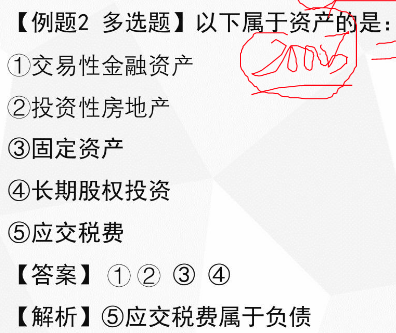 【例题2 多选题】以下属于资产的是：
①交易性金融资产
②投资性房地产
③固定资产
④长期股权投资
⑤应交税费
【答案】①② ③ ④
【解析】⑤应交税费属于负债